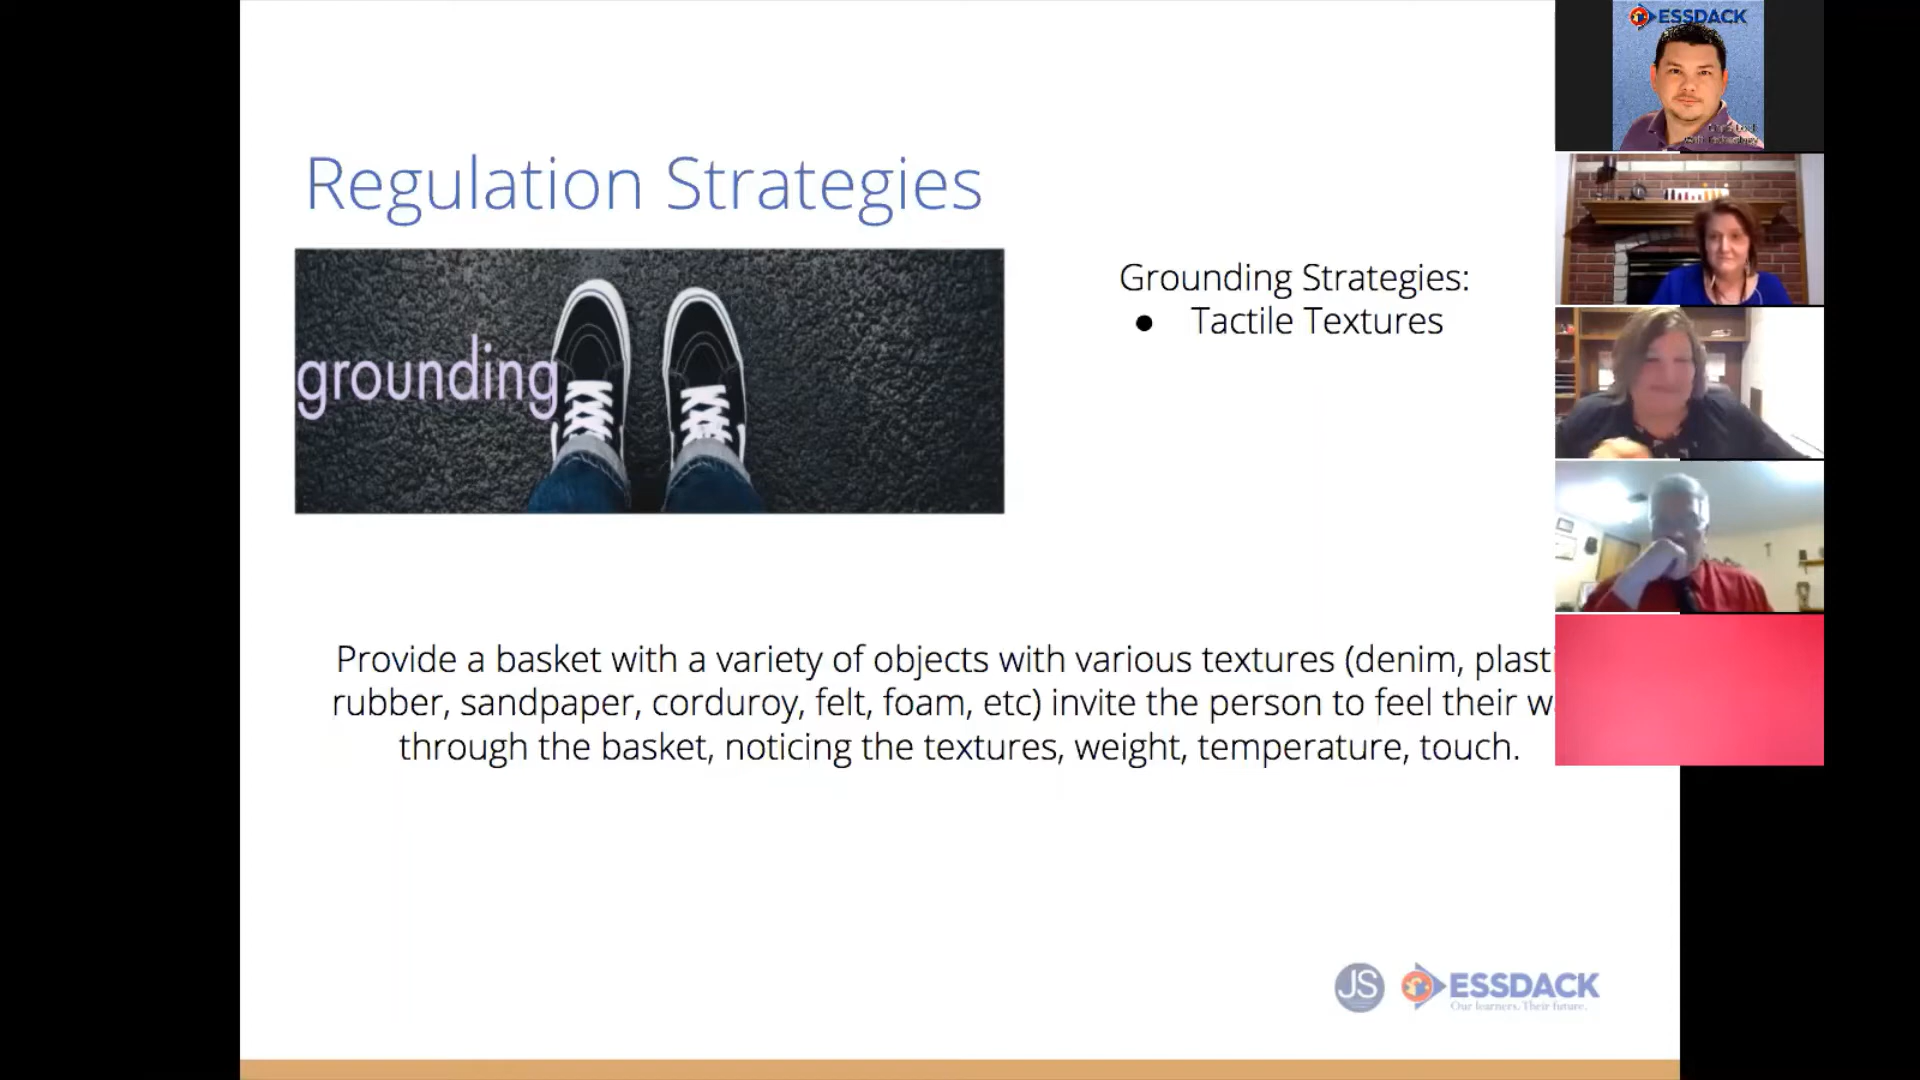 ESSDACK
Regulation Strategies
grounding
Grounding Strategies:
● Tactile Textures
Provide a basket with a variety of objects with various textures (denim, plasti
rubber, sandpaper, corduroy, felt, foam, etc) invite the person to feel their w
through the basket, noticing the textures, weight, temperature, touch.
JS
ESSDACK
Our learners. Their future.